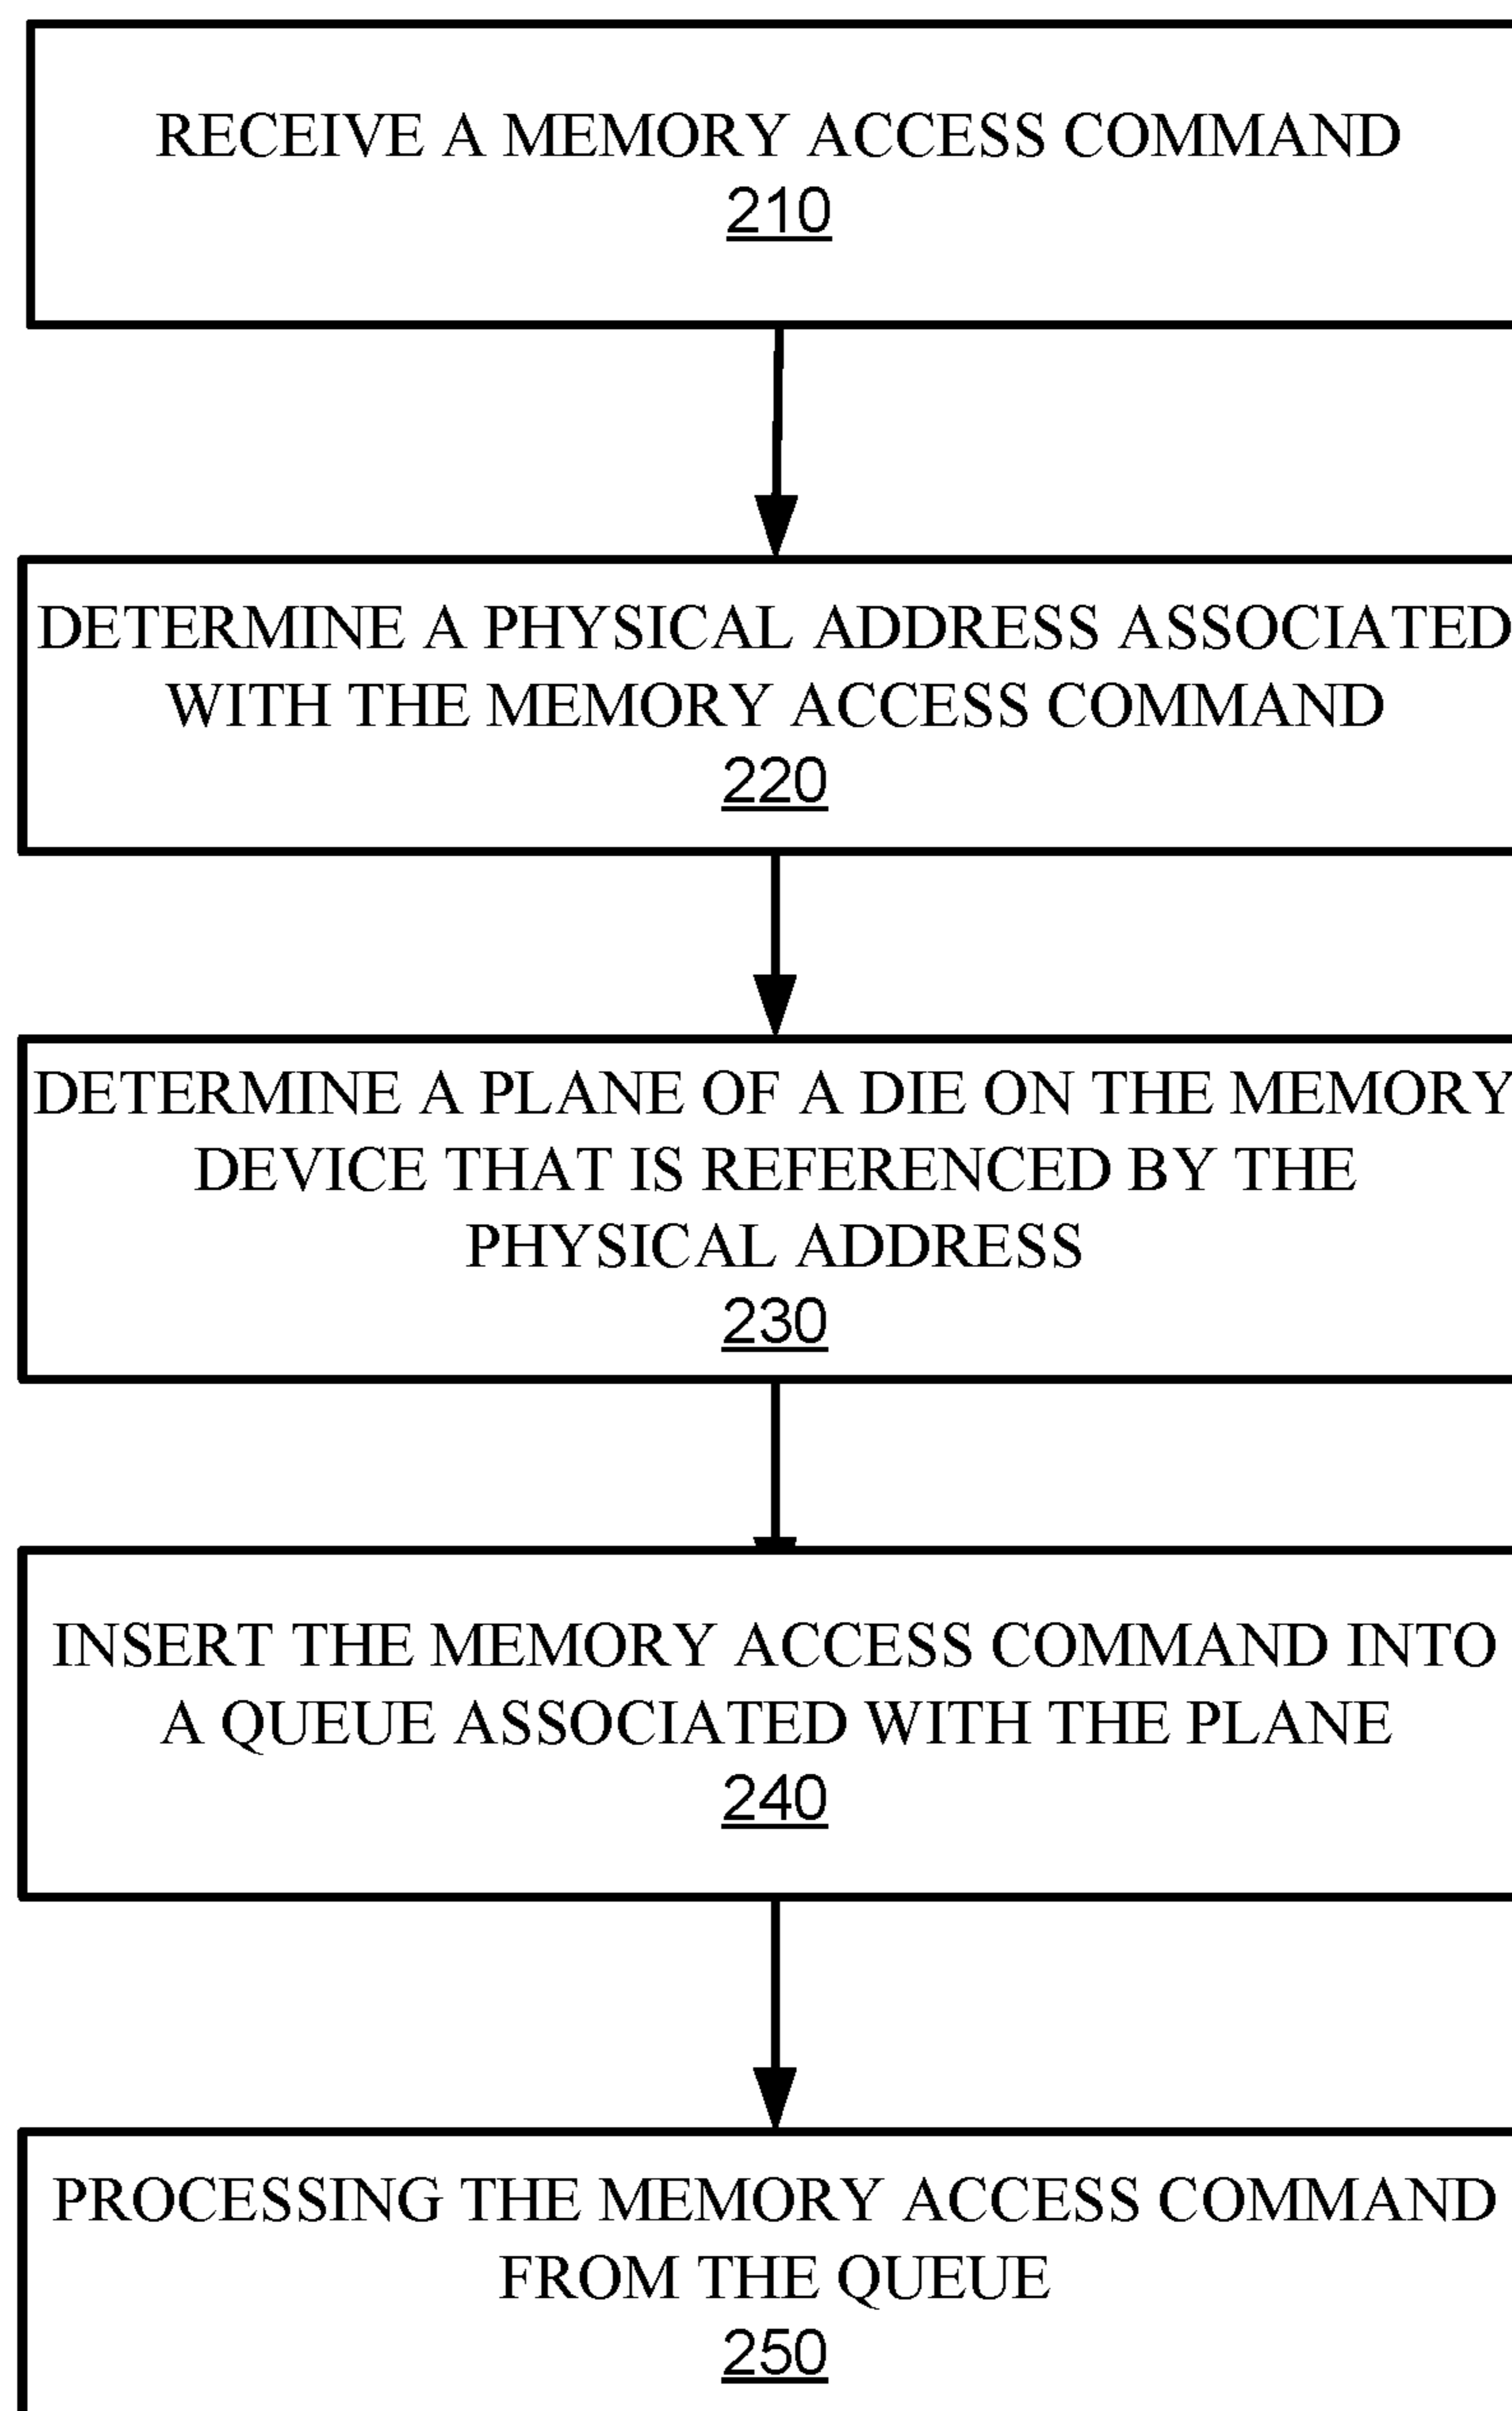 RECEIVE A MEMORY ACCESS COMMAND
210
DETERMINE A PHYSICAL ADDRESS ASSOCIATED
WITH THE MEMORY ACCESS COMMAND
220
DETERMINE A PLANE OF A DIE ON THE MEMORY
DEVICE THAT IS REFERENCED BY THE
PHYSICAL ADDRESS
230
INSERT THE MEMORY ACCESS COMMAND INTO
A QUEUE ASSOCIATED WITH THE PLANE
240
PROCESSING THE MEMORY ACCESS COMMAND
FROM THE QUEUE
250